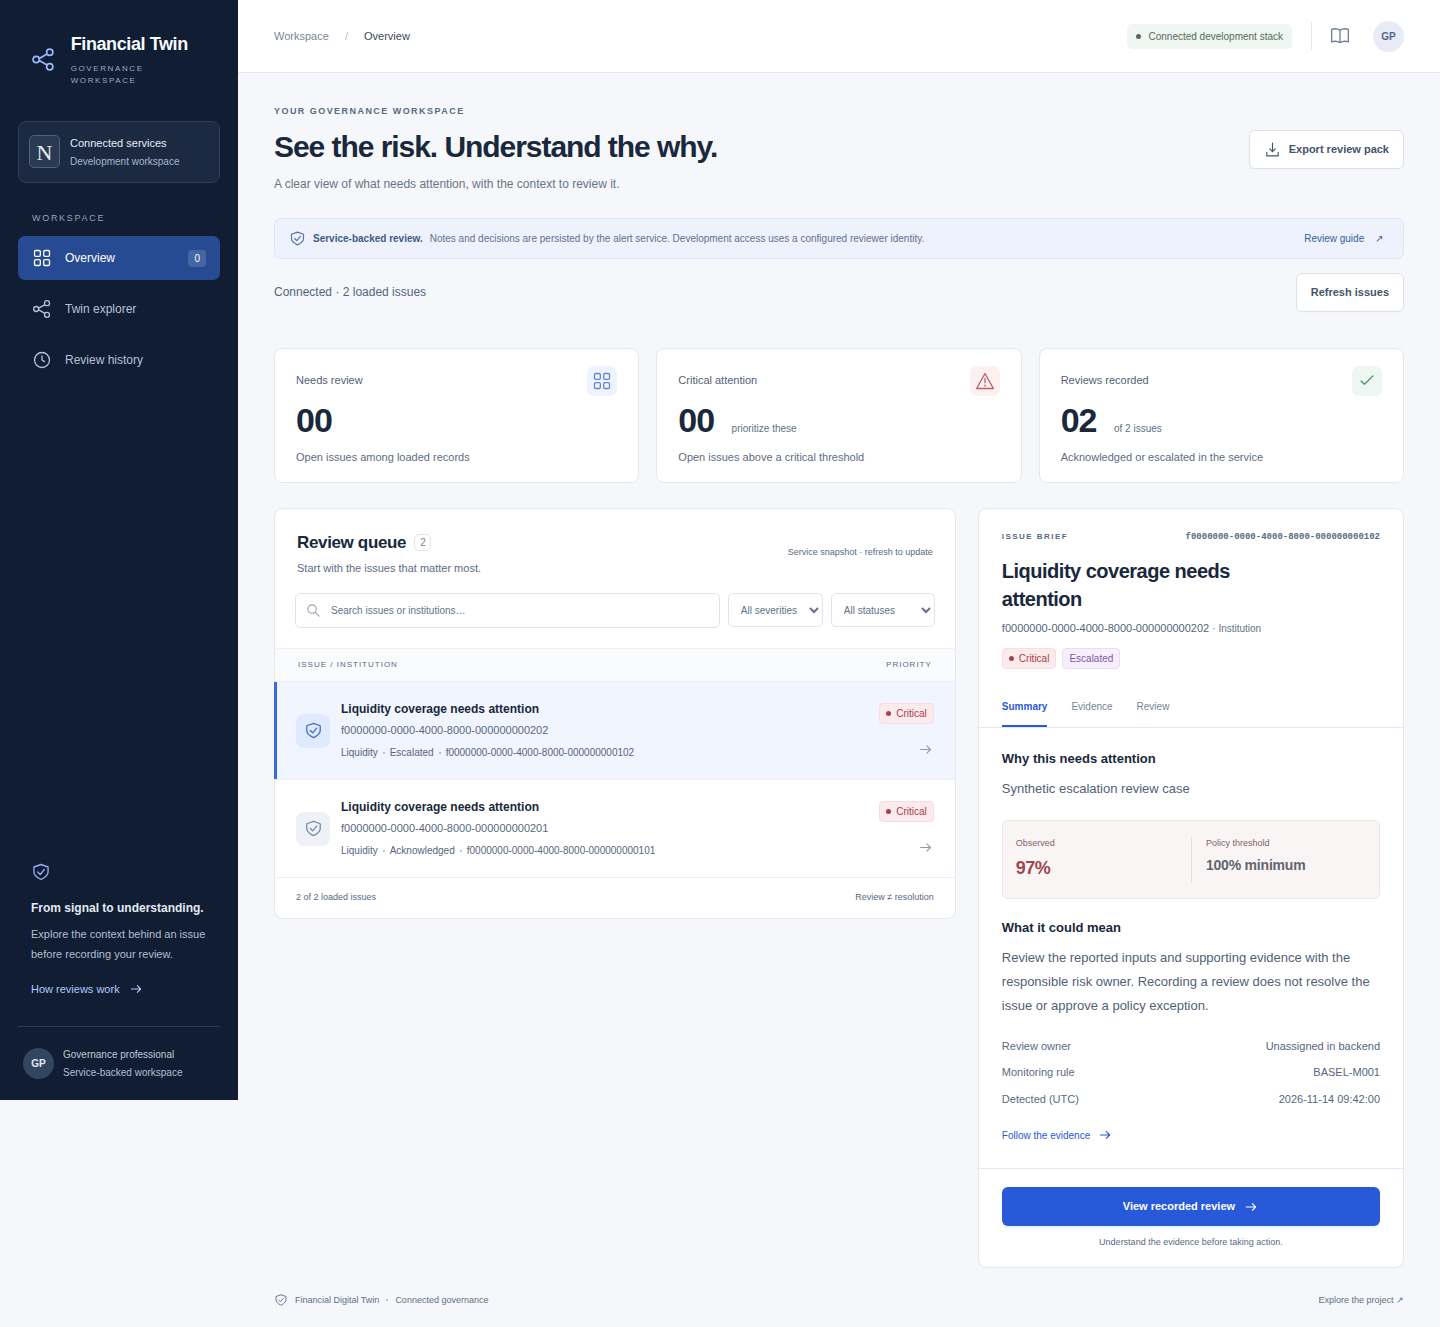 Financial Twin
GOVERNANCE
WORKSPACE
N
Connected services
Development workspace
WORKSPACE
Overview 0
Twin explorer
Review history
From signal to understanding.
Explore the context behind an issue
before recording your review.
How reviews work →
GP
Governance professional
Service-backed workspace
Workspace / Overview
Connected development stack
GP
YOUR GOVERNANCE WORKSPACE
See the risk. Understand the why.
A clear view of what needs attention, with the context to review it.
Export review pack
Service-backed review. Notes and decisions are persisted by the alert service. Development access uses a configured reviewer identity.
Review guide ↗
Connected · 2 loaded issues
Refresh issues
Needs review
00
Open issues among loaded records
Critical attention
00 prioritize these
Open issues above a critical threshold
Reviews recorded
02 of 2 issues
Acknowledged or escalated in the service
Review queue 2
Start with the issues that matter most.
Service snapshot · refresh to update
Search issues or institutions…
All severities
All statuses
ISSUE / INSTITUTION PRIORITY
Liquidity coverage needs attention
f0000000-0000-4000-8000-000000000202
Liquidity · Escalated · f0000000-0000-4000-8000-000000000102
Critical
→
Liquidity coverage needs attention
f0000000-0000-4000-8000-000000000201
Liquidity · Acknowledged · f0000000-0000-4000-8000-000000000101
Critical
→
2 of 2 loaded issues Review ≠ resolution
ISSUE BRIEF f0000000-0000-4000-8000-000000000102
Liquidity coverage needs
attention
f0000000-0000-4000-8000-000000000202 · Institution
Critical Escalated
Summary Evidence Review
Why this needs attention
Synthetic escalation review case
Observed
97%
Policy threshold
100% minimum
What it could mean
Review the reported inputs and supporting evidence with the
responsible risk owner. Recording a review does not resolve the
issue or approve a policy exception.
Review owner Unassigned in backend
Monitoring rule BASEL-M001
Detected (UTC) 2026-11-14 09:42:00
Follow the evidence →
View recorded review →
Understand the evidence before taking action.
Financial Digital Twin · Connected governance
Explore the project ↗